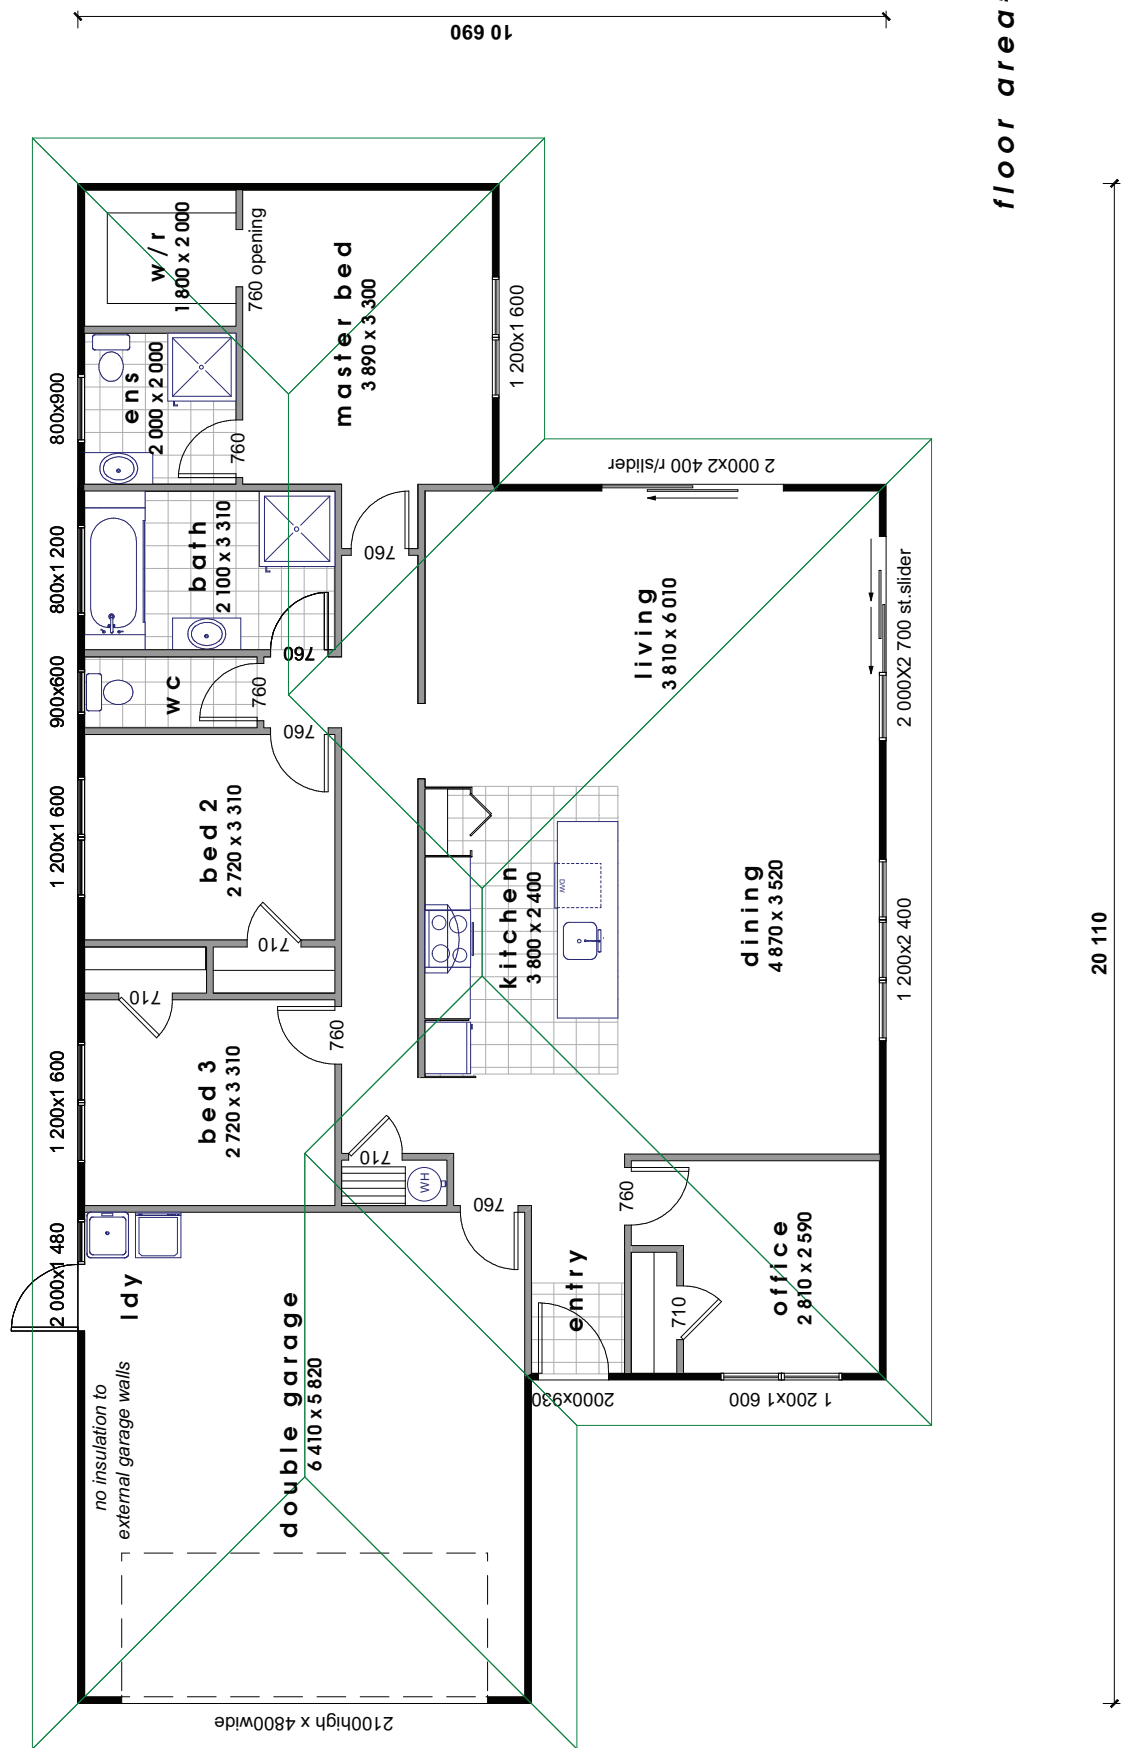 10 690
floor areas
20 110
w/r
1 800 x 2 000
760 opening
ens
2 000 x 2 000
760
800x900
master bed
3 890 x 3 300
1 200x1 600
bath
2 100 x 3 310
800x1 200
760
760
wc
760
900x600
760
bed 2
2 720 x 3 310
1 200x1 600
710
710
bed 3
2 720 x 3 310
1 200x1 600
760
living
3 810 x 6 010
2 000x2 400 r/slider
2 000X2 700 st.slider
kitchen
3 800 x 2 400
D/W
dining
4 870 x 3 520
1 200x2 400
710
WH
760
ldy
2 000x1 480
double garage
6 410 x 5 820
no insulation to
external garage walls
2100high x 4800wide
entry
2000x930
760
office
2 810 x 2 590
710
1 200x1 600